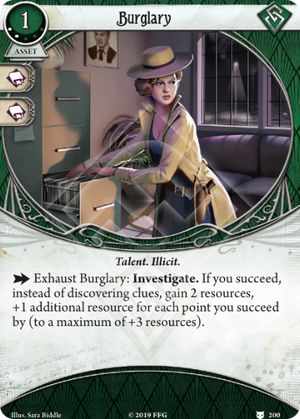 Burglary
1
ASSET
Talent. Illicit.
Exhaust Burglary: Investigate. If you succeed,
instead of discovering clues, gain 2 resources,
+1 additional resource for each point you succeed
by (to a maximum of +3 resources).
Illus. Sara Biddle
© 2019 FFG
200